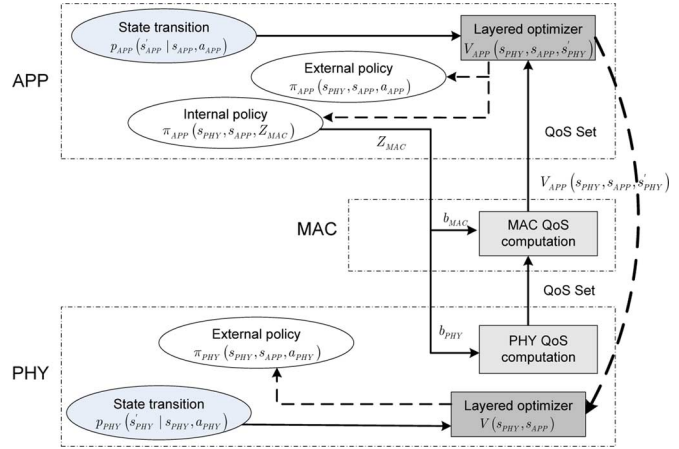 State transition
p_APP(s'_APP | s_APP, a_APP)
Layered optimizer
V_APP(s_PHY, s_APP, s'_PHY)
External policy
π_APP(s_PHY, s_APP, a_APP)
APP
Internal policy
π_APP(s_PHY, s_APP, Z_MAC)
Z_MAC
QoS Set
V_APP(s_PHY, s_APP, s'_PHY)
MAC
b_MAC
MAC QoS
computation
QoS Set
External policy
π_PHY(s_PHY, s_APP, a_PHY)
b_PHY
PHY QoS
computation
PHY
State transition
p_PHY(s'_PHY | s_PHY, a_PHY)
Layered optimizer
V(s_PHY, s_APP)